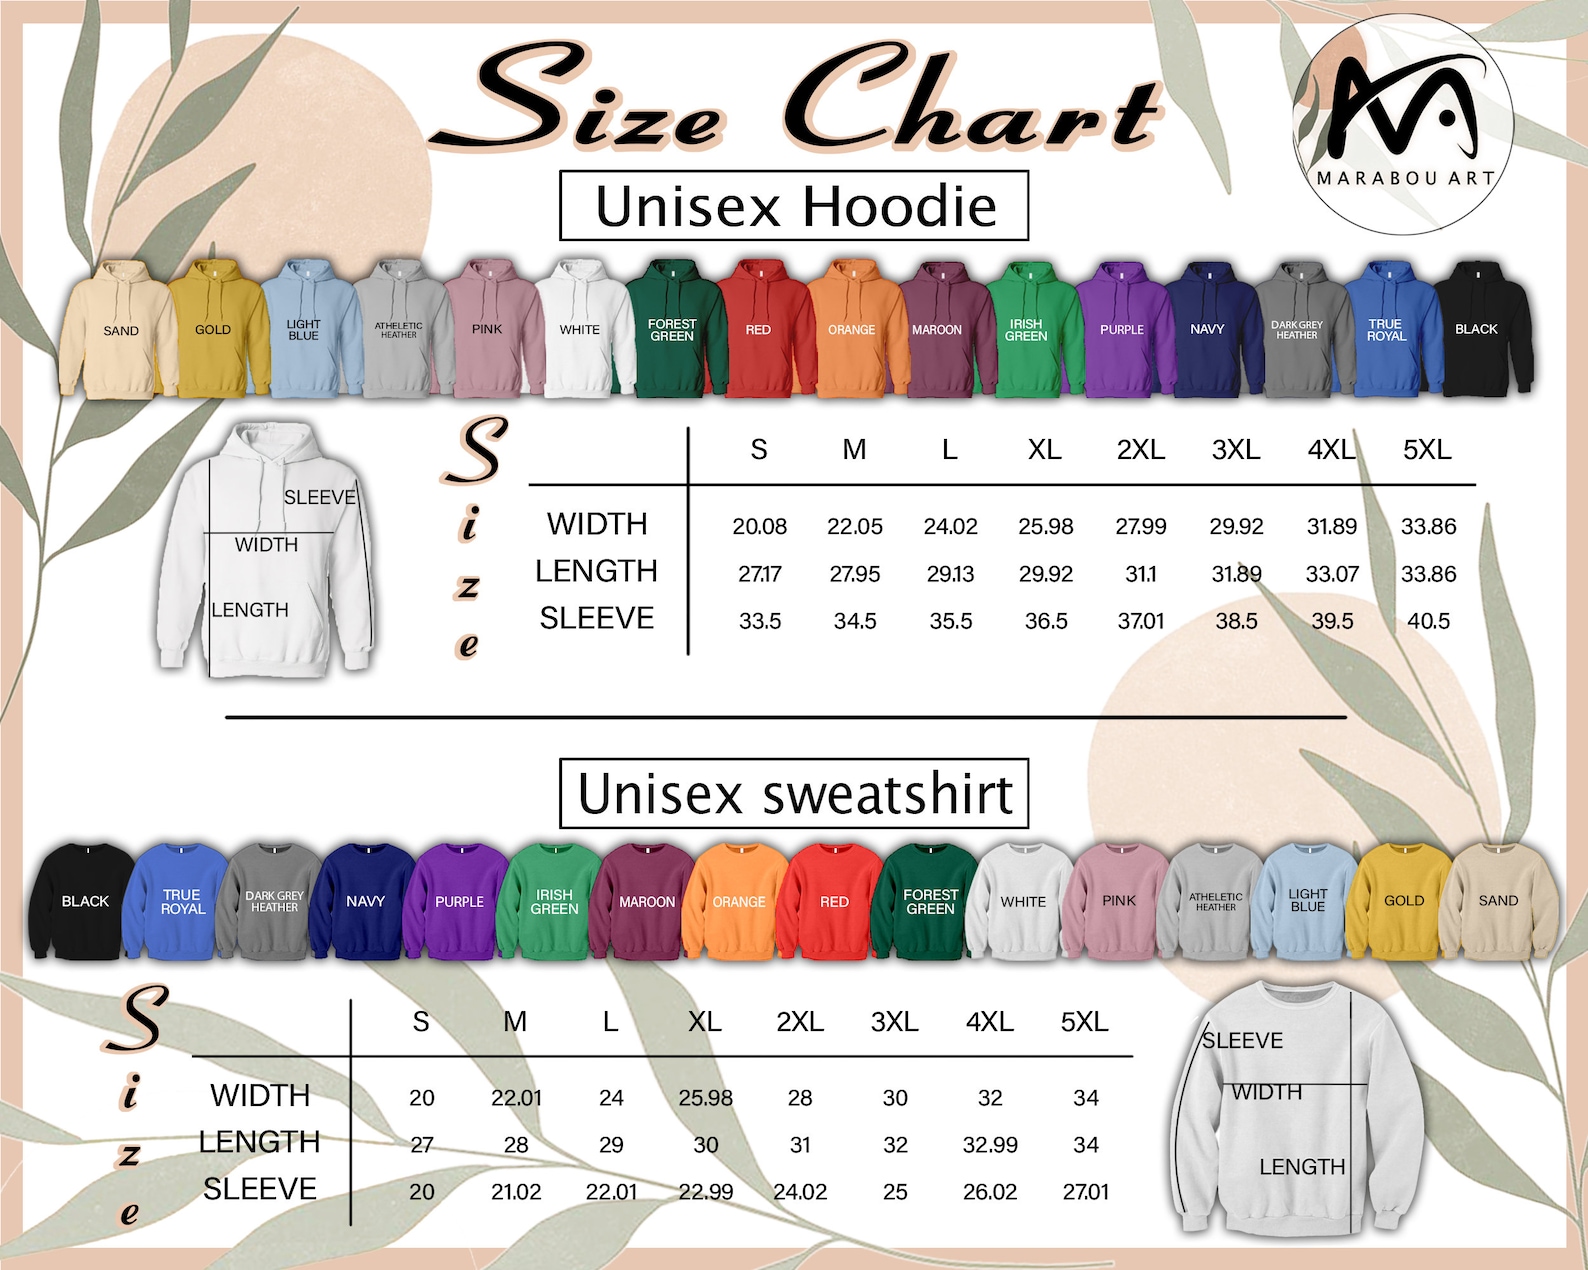 Size Chart
MARABOU ART
Unisex Hoodie
SAND
GOLD
LIGHT
BLUE
ATHELETIC
HEATHER
PINK
WHITE
FOREST
GREEN
RED
ORANGE
MAROON
IRISH
GREEN
PURPLE
NAVY
DARK GREY
HEATHER
TRUE
ROYAL
BLACK
SLEEVE
WIDTH
LENGTH
Size
S M L XL 2XL 3XL 4XL 5XL
WIDTH 20.08 22.05 24.02 25.98 27.99 29.92 31.89 33.86
LENGTH 27.17 27.95 29.13 29.92 31.1 31.89 33.07 33.86
SLEEVE 33.5 34.5 35.5 36.5 37.01 38.5 39.5 40.5
Unisex sweatshirt
BLACK
TRUE
ROYAL
DARK GREY
HEATHER
NAVY
PURPLE
IRISH
GREEN
MAROON
ORANGE
RED
FOREST
GREEN
WHITE
PINK
ATHELETIC
HEATHER
LIGHT
BLUE
GOLD
SAND
Size
S M L XL 2XL 3XL 4XL 5XL
WIDTH 20 22.01 24 25.98 28 30 32 34
LENGTH 27 28 29 30 31 32 32.99 34
SLEEVE 20 21.02 22.01 22.99 24.02 25 26.02 27.01
SLEEVE
WIDTH
LENGTH